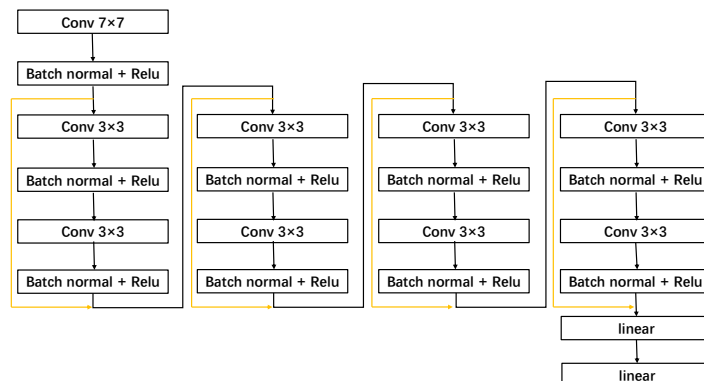 Conv 7×7
Batch normal + Relu
Conv 3×3
Batch normal + Relu
Conv 3×3
Batch normal + Relu
Conv 3×3
Batch normal + Relu
Conv 3×3
Batch normal + Relu
Conv 3×3
Batch normal + Relu
Conv 3×3
Batch normal + Relu
Conv 3×3
Batch normal + Relu
Conv 3×3
Batch normal + Relu
linear
linear